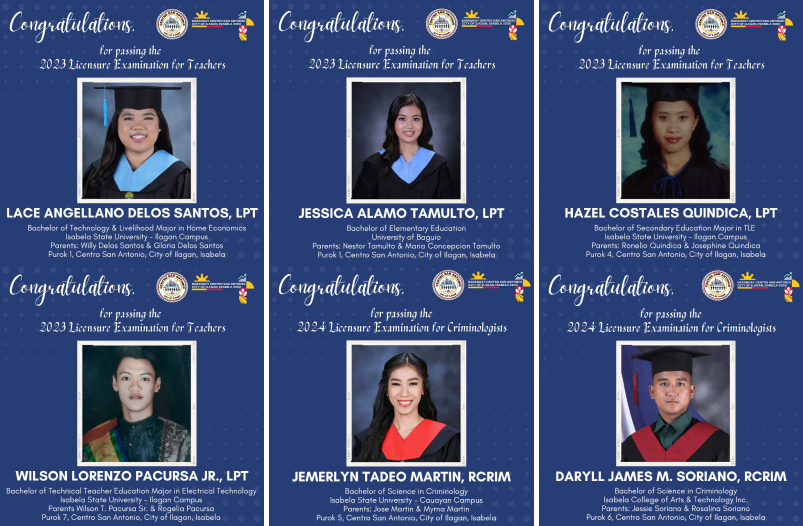 Congratulations,
for passing the
2023 Licensure Examination for Teachers
LACE ANGELLANO DELOS SANTOS, LPT
Bachelor of Technology & Livelihood Major in Home Economics
Isabela State University - Ilagan Campus
Parents: Willy Delos Santos & Gloria Delos Santos
Purok 1, Centro San Antonio, City of Ilagan, Isabela
Congratulations,
for passing the
2023 Licensure Examination for Teachers
JESSICA ALAMO TAMULTO, LPT
Bachelor of Elementary Education
University of Baguio
Parents: Nestor Tamulto & Maria Concepcion Tamulto
Purok 1, Centro San Antonio, City of Ilagan, Isabela
Congratulations,
for passing the
2023 Licensure Examination for Teachers
HAZEL COSTALES QUINDICA, LPT
Bachelor of Secondary Education Major in TLE
Isabela State University - Ilagan Campus
Parents: Ronelio Quindica & Josephine Quindica
Purok 4, Centro San Antonio, City of Ilagan, Isabela
Congratulations,
for passing the
2023 Licensure Examination for Teachers
WILSON LORENZO PACURSA JR., LPT
Bachelor of Technical Teacher Education Major in Electrical Technology
Isabela State University - Ilagan Campus
Parents Wilson T. Pacursa Sr. & Rogelia Pacursa
Purok 7, Centro San Antonio, City of Ilagan, Isabela
Congratulations,
for passing the
2024 Licensure Examination for Criminologists
JEMERLYN TADEO MARTIN, RCRIM
Bachelor of Science in Criminology
Isabela State University - Cauayan Campus
Parents: Jose Martin & Myrna Martin
Purok 5, Centro San Antonio, City of Ilagan, Isabela
Congratulations,
for passing the
2024 Licensure Examination for Criminologists
DARYLL JAMES M. SORIANO, RCRIM
Bachelor of Science in Criminology
Isabela College of Arts & Technology Inc.
Parents: Jessie Soriano & Rosalina Soriano
Purok 6, Centro San Antonio, City of Ilagan, Isabela